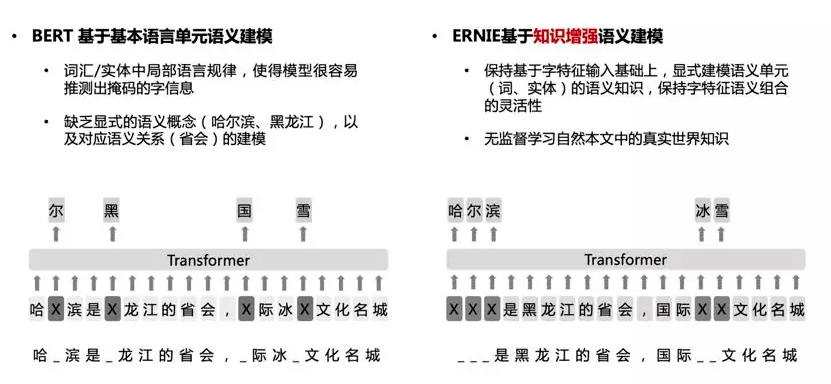 • BERT 基于基本语言单元语义建模
• 词汇/实体中局部语言规律，使得模型很容易
推测出掩码的字信息
• 缺乏显式的语义概念（哈尔滨、黑龙江），以
及对应语义关系（省会）的建模
尔 黑 国 雪
Transformer
哈 X 滨 是 X 龙 江 的 省 会 ， X 际 冰 X 文 化 名 城
哈 _ 滨 是 _ 龙 江 的 省 会 ， _ 际 冰 _ 文 化 名 城
• ERNIE基于知识增强语义建模
• 保持基于字特征输入基础上，显式建模语义单元
（词、实体）的语义知识，保持字特征语义组合
的灵活性
• 无监督学习自然本文中的真实世界知识
哈 尔 滨 冰 雪
Transformer
X X X 是 黑 龙 江 的 省 会 ， 国 际 X X 文 化 名 城
_ _ _ 是 黑 龙 江 的 省 会 ， 国 际 _ _ 文 化 名 城